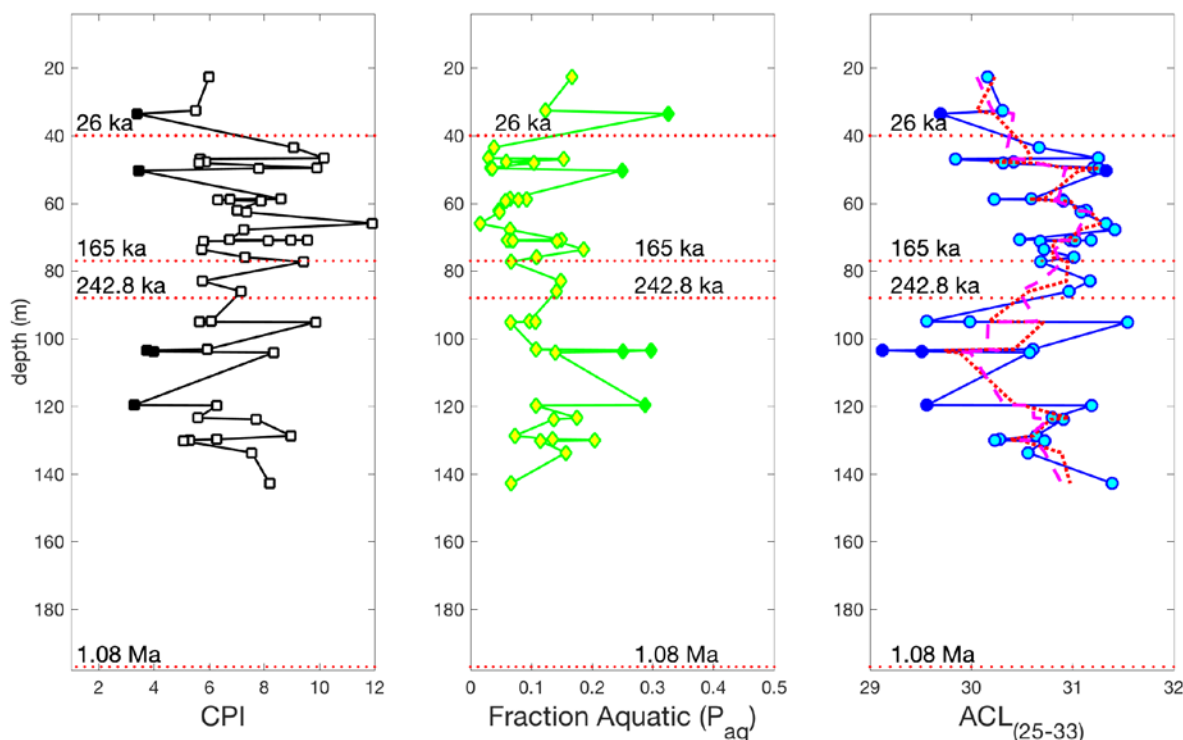 depth (m)
20
40
60
80
100
120
140
160
180
26 ka
165 ka
242.8 ka
1.08 Ma
2
4
6
8
10
12
CPI
20
40
60
80
100
120
140
160
180
26 ka
165 ka
242.8 ka
1.08 Ma
0
0.1
0.2
0.3
0.4
0.5
Fraction Aquatic (Paq)
20
40
60
80
100
120
140
160
180
26 ka
165 ka
242.8 ka
1.08 Ma
29
30
31
32
ACL(25-33)